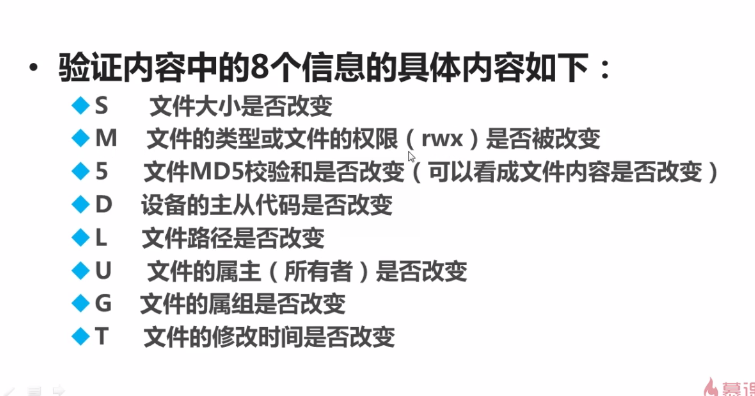 • 验证内容中的8个信息的具体内容如下：
◆ S 文件大小是否改变
◆ M 文件的类型或文件的权限（rwx）是否被改变
◆ 5 文件MD5校验和是否改变（可以看成文件内容是否改变）
◆ D 设备的主从代码是否改变
◆ L 文件路径是否改变
◆ U 文件的属主（所有者）是否改变
◆ G 文件的属组是否改变
◆ T 文件的修改时间是否改变
慕课